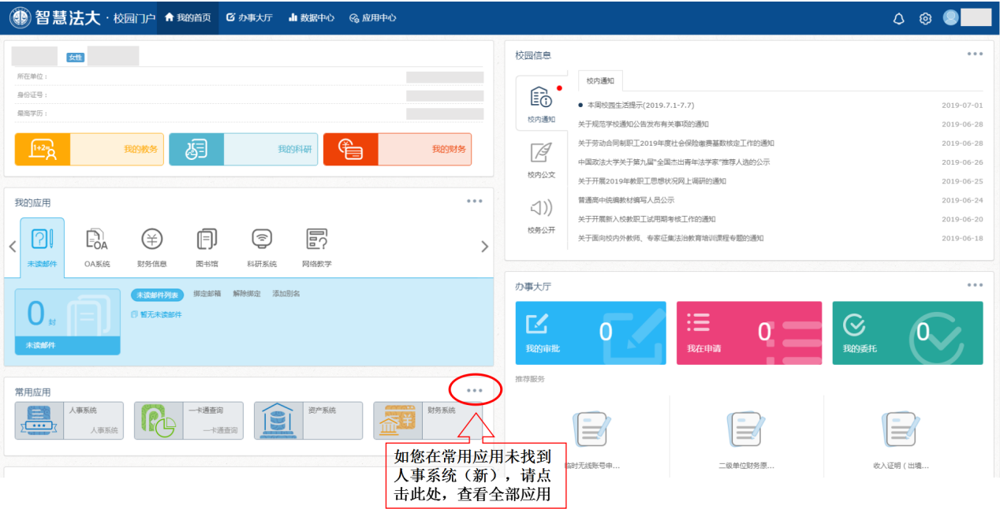 智慧法大·校园门户 我的首页 办事大厅 数据中心 应用中心
女性
所在单位：
身份证号：
最高学历：
我的教务 我的科研 我的财务
我的应用
未读邮件 OA系统 财务信息 图书馆 科研系统 网络教学
0封
未读邮件
未读邮件列表 绑定邮箱 解除绑定 添加别名
暂无未读邮件
常用应用
人事系统
人事系统
一卡通查询
一卡通查询
资产系统
财务系统
如您在常用应用未找到
人事系统（新），请点
击此处，查看全部应用
校园信息
校内通知
校内公文
校务公开
校内通知
本周校园生活提示(2019.7.1-7.7) 2019-07-01
关于规范学校通知公告发布有关事项的通知 2019-06-28
关于劳动合同制职工2019年度社会保险缴费基数核定工作的通知 2019-06-28
中国政法大学关于第九届"全国杰出青年法学家"推荐人选的公示 2019-06-26
关于开展2019年教职工思想状况网上调研的通知 2019-06-25
普通高中统编教材编写人员公示 2019-06-24
关于开展新入校教职工试用期考核工作的通知 2019-06-20
关于面向校内外教师、专家征集法治教育培训课程专题的通知 2019-06-18
办事大厅
我的审批 0
我在申请 0
我的委托 0
推荐服务
临时无线账号申...
二级单位财务原...
收入证明（出境...